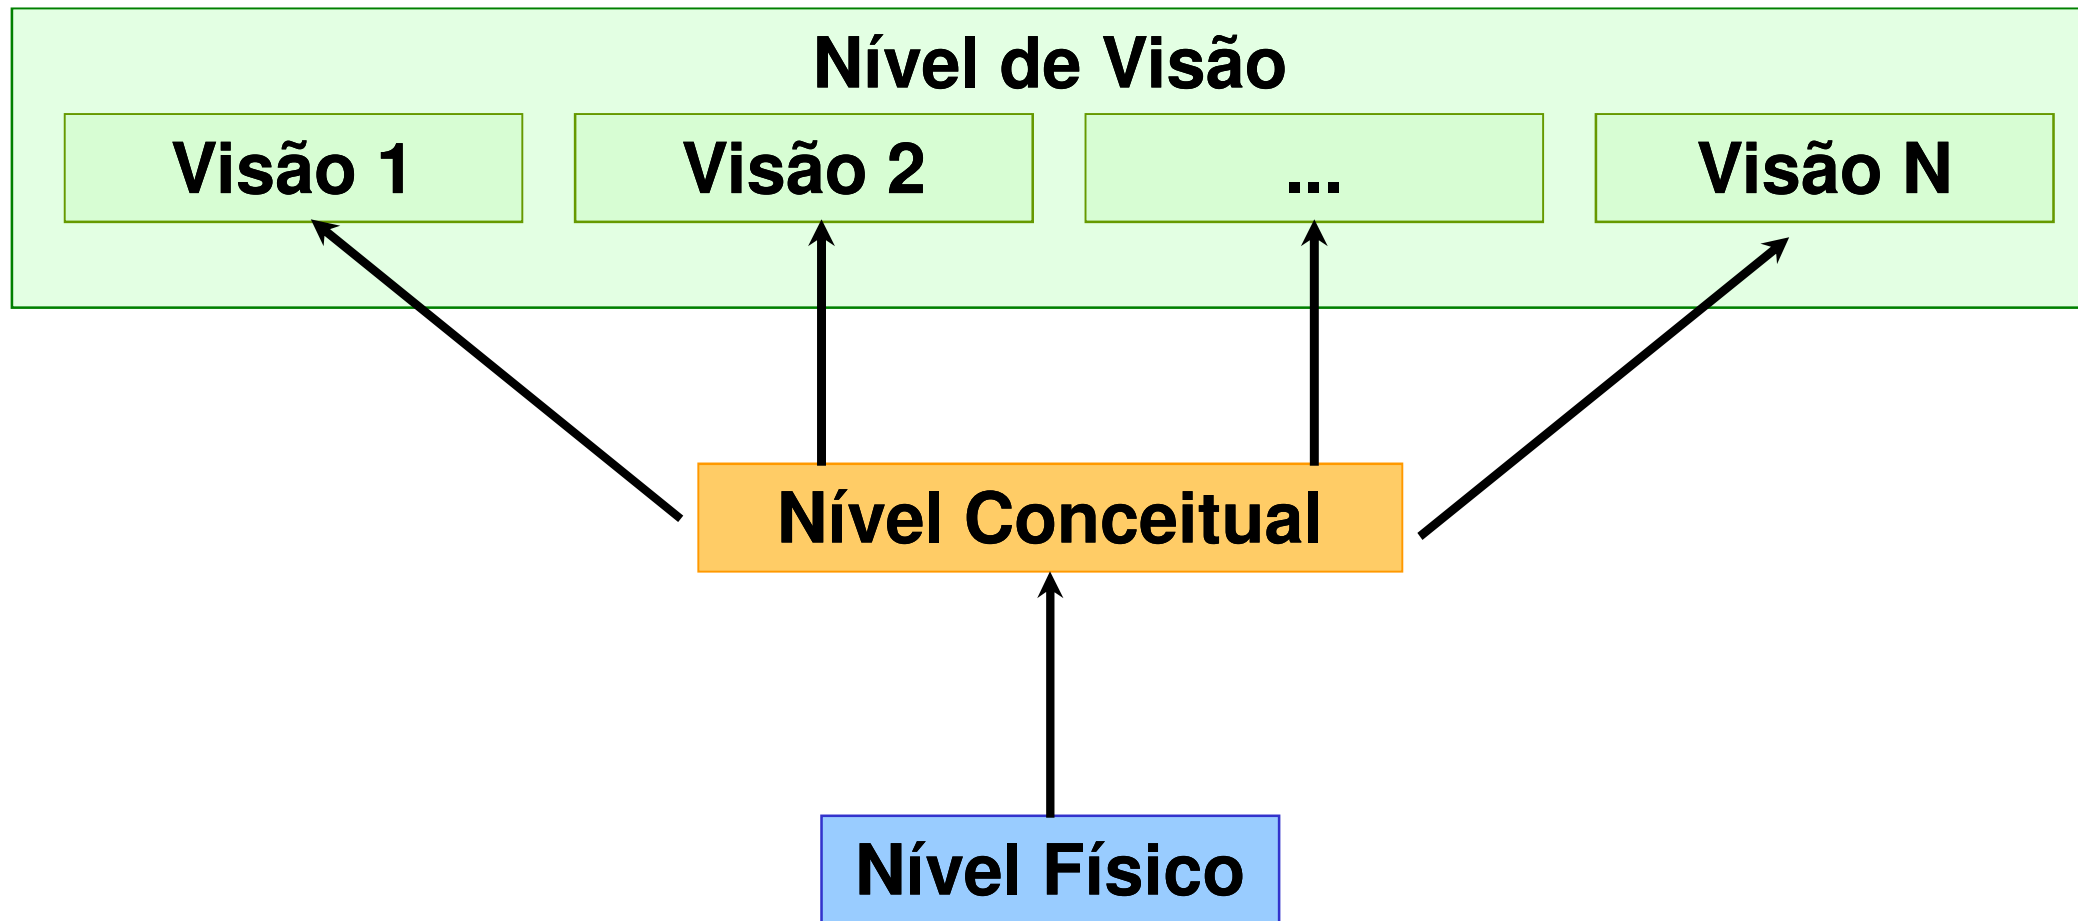 Nível de Visão
Visão 1
Visão 2
...
Visão N
Nível Conceitual
Nível Físico